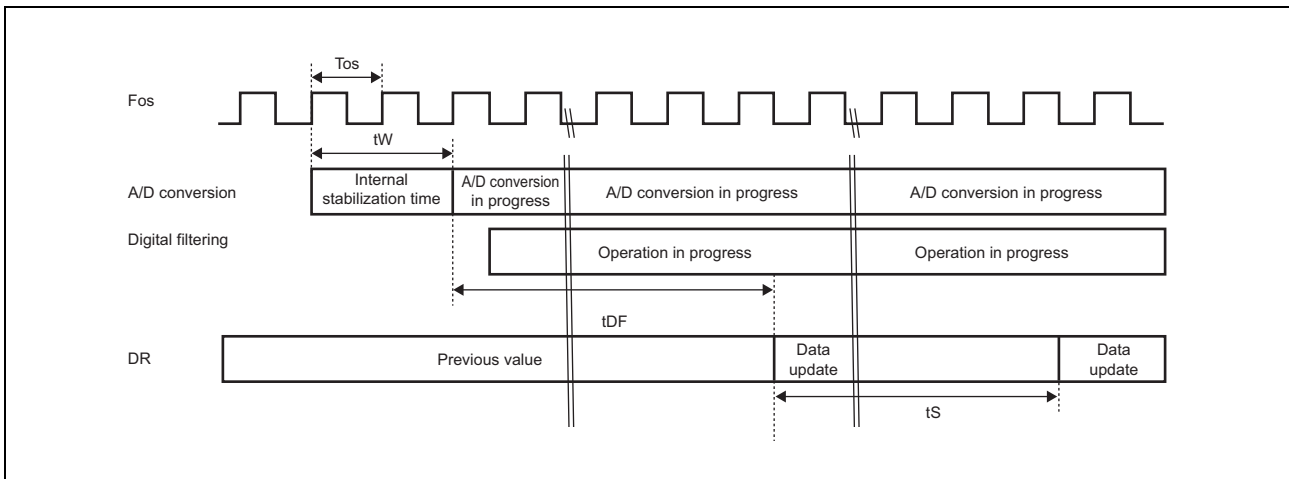 Tos
Fos
tW
A/D conversion
Internal
stabilization time
A/D conversion
in progress
A/D conversion in progress
A/D conversion in progress
Digital filtering
Operation in progress
Operation in progress
tDF
DR
Previous value
Data
update
Data
update
tS